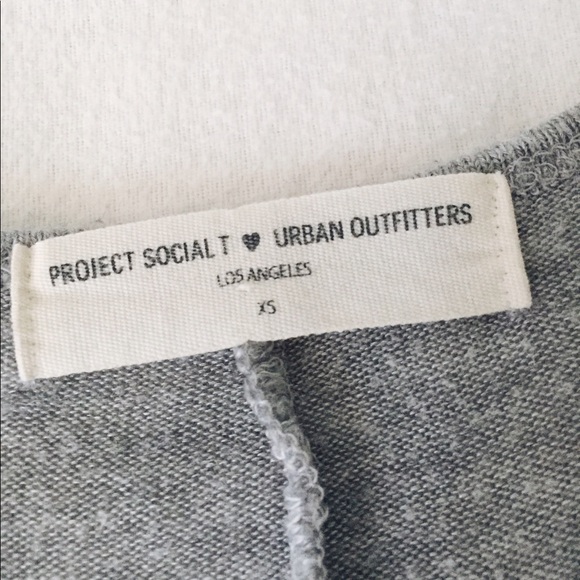 PROJECT SOCIAL T ♥ URBAN OUTFITTERS
LOS ANGELES
XS